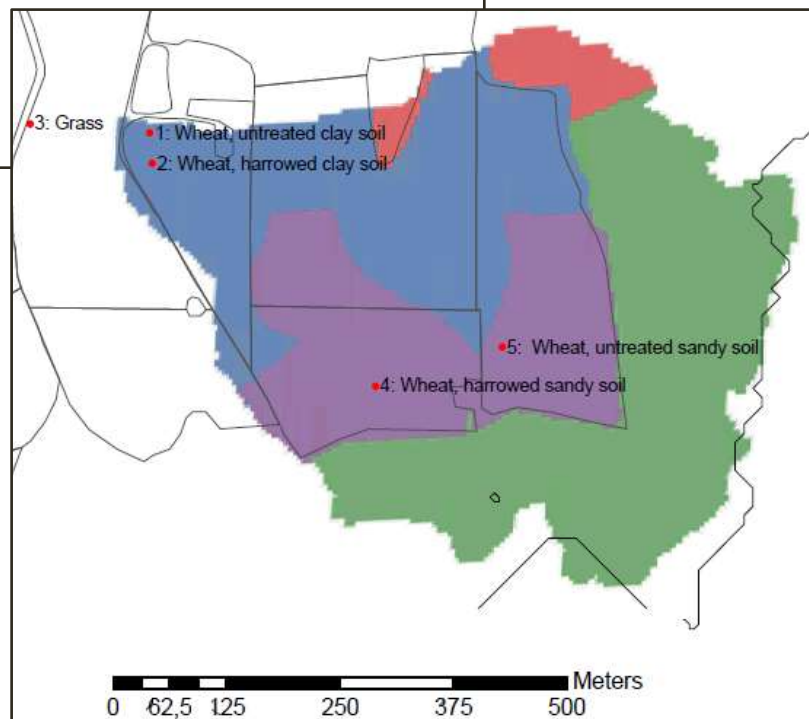 3: Grass
1: Wheat, untreated clay soil
2: Wheat, harrowed clay soil
5: Wheat, untreated sandy soil
4: Wheat, harrowed sandy soil
Meters
0 62,5 125 250 375 500